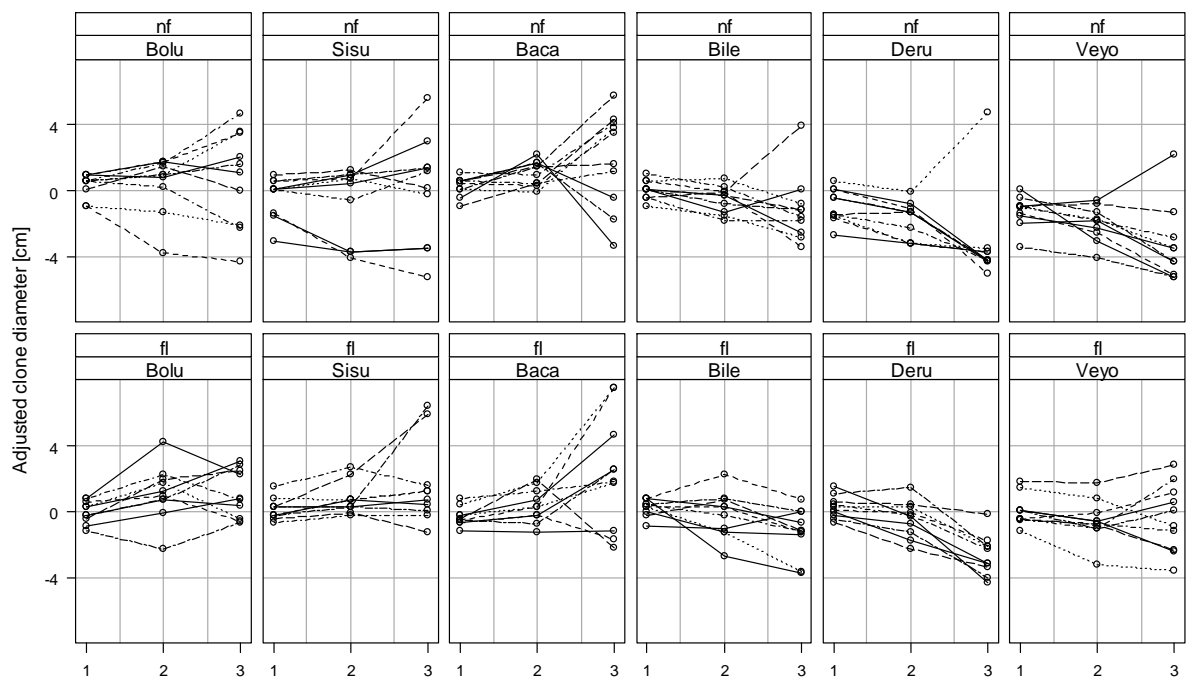 nf nf nf nf nf nf
Bolu Sisu Baca Bile Deru Veyo
4
0
-4
fl fl fl fl fl fl
Bolu Sisu Baca Bile Deru Veyo
4
0
-4
Adjusted clone diameter [cm]
1 2 3 1 2 3 1 2 3 1 2 3 1 2 3 1 2 3